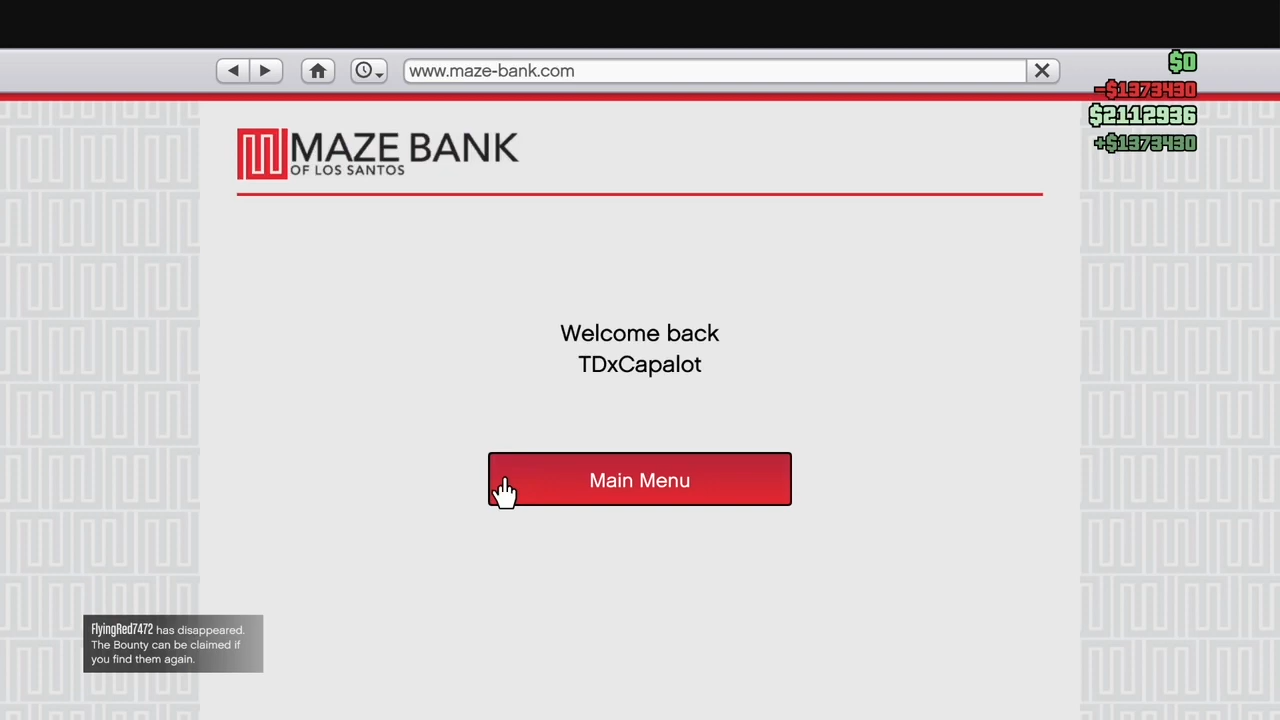 www.maze-bank.com
$0
-$1373430
$2112936
+$1373430
MAZE BANK
OF LOS SANTOS
Welcome back
TDxCapalot
Main Menu
FlyingRed7472 has disappeared.
The Bounty can be claimed if
you find them again.